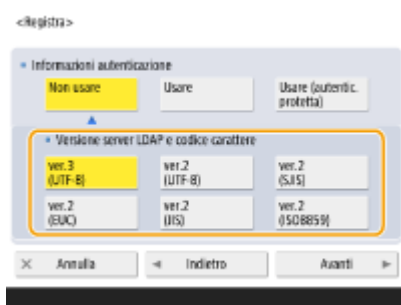 <Registra>
Informazioni autenticazione
Non usare
Usare
Usare (autentic.
protetta)
Versione server LDAP e codice carattere
ver.3
(UTF-8)
ver.2
(UTF-8)
ver.2
(SJIS)
ver.2
(EUC)
ver.2
(JIS)
ver.2
(ISO8859)
Annulla
Indietro
Avanti